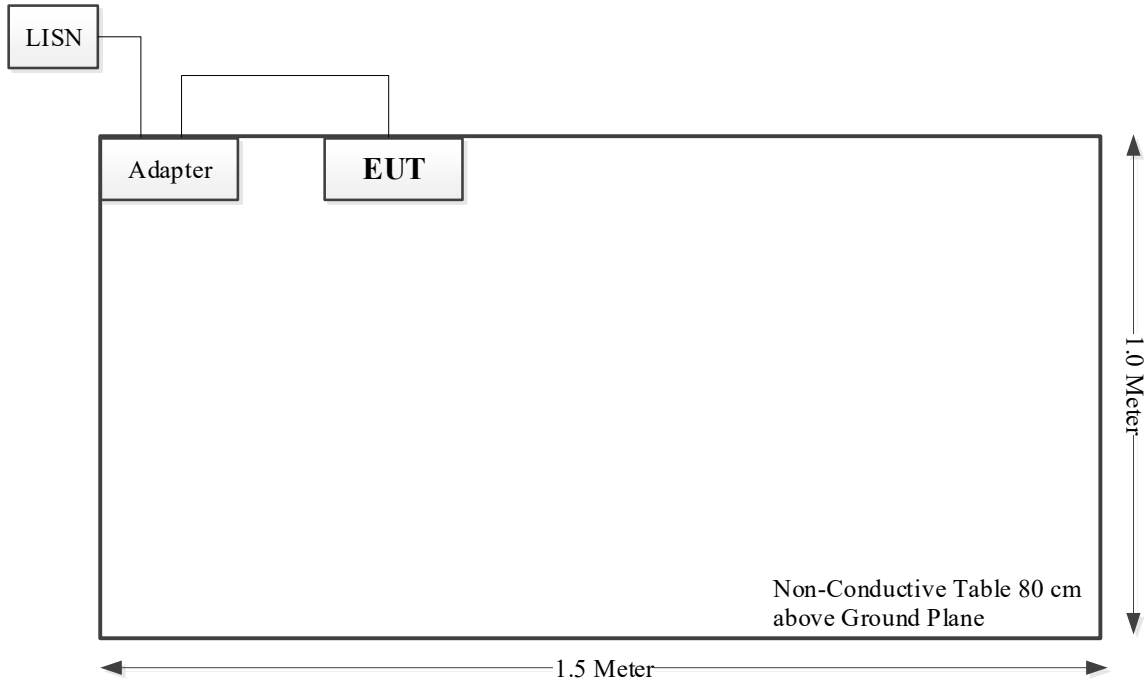 LISN
Adapter
EUT
1.0 Meter
Non-Conductive Table 80 cm
above Ground Plane
1.5 Meter